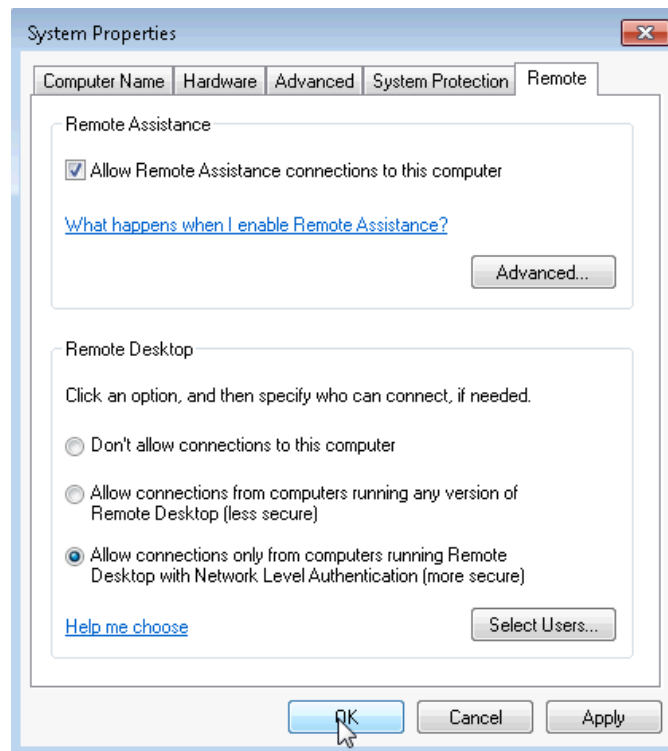 System Properties
Computer Name
Hardware
Advanced
System Protection
Remote
Remote Assistance
Allow Remote Assistance connections to this computer
What happens when I enable Remote Assistance?
Advanced...
Remote Desktop
Click an option, and then specify who can connect, if needed.
Don't allow connections to this computer
Allow connections from computers running any version of
Remote Desktop (less secure)
Allow connections only from computers running Remote
Desktop with Network Level Authentication (more secure)
Help me choose
Select Users...
OK
Cancel
Apply